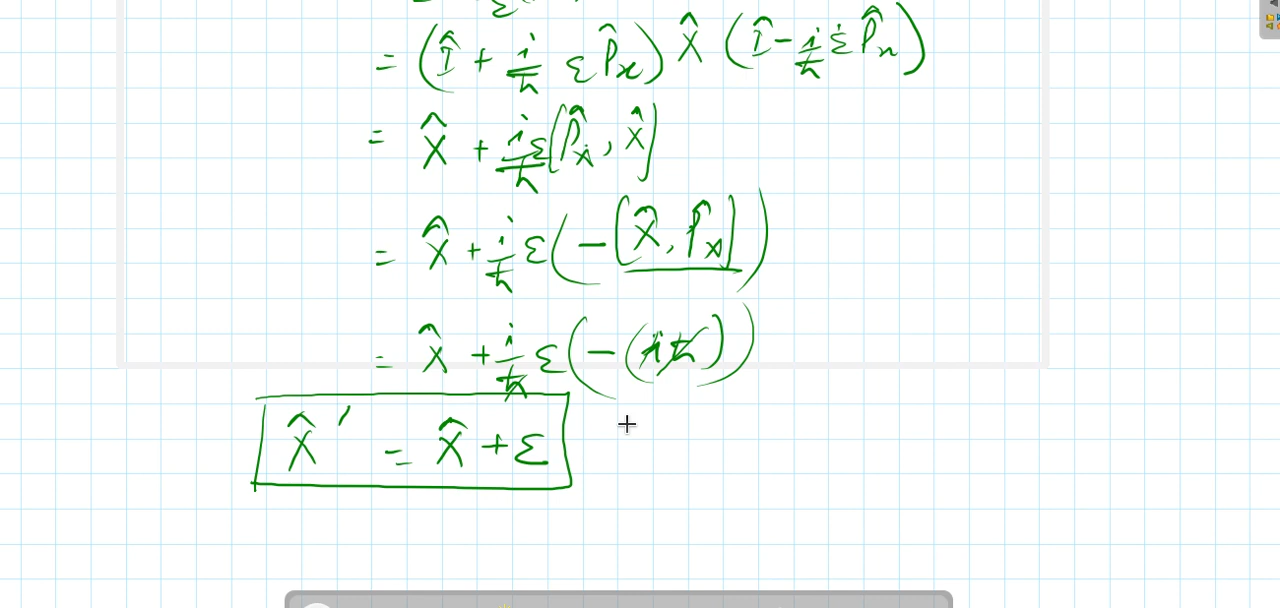 = (Î + i/ħ ε P̂x) X̂ (Î - i/ħ ε P̂x)
= X̂ + i/ħ ε [P̂x, X̂]
= X̂ + i/ħ ε (-[X̂, P̂x])
= X̂ + i/ħ ε (-(iħ))
X̂′ = X̂ + ε